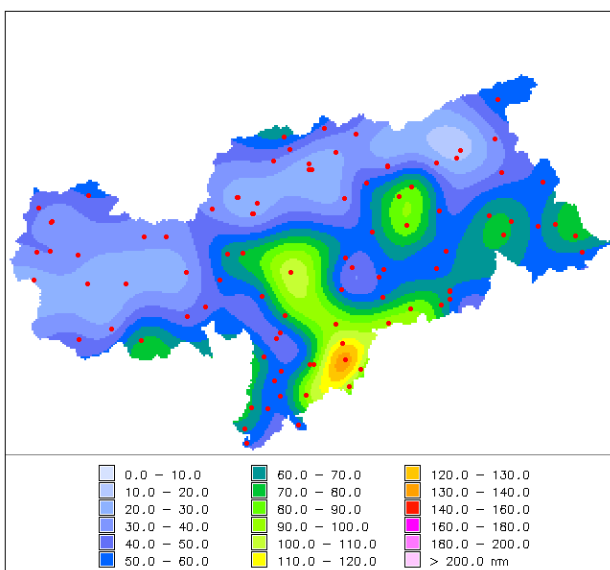 0.0 – 10.0
10.0 – 20.0
20.0 – 30.0
30.0 – 40.0
40.0 – 50.0
50.0 – 60.0
60.0 – 70.0
70.0 – 80.0
80.0 – 90.0
90.0 – 100.0
100.0 – 110.0
110.0 – 120.0
120.0 – 130.0
130.0 – 140.0
140.0 – 160.0
160.0 – 180.0
180.0 – 200.0
> 200.0 nm